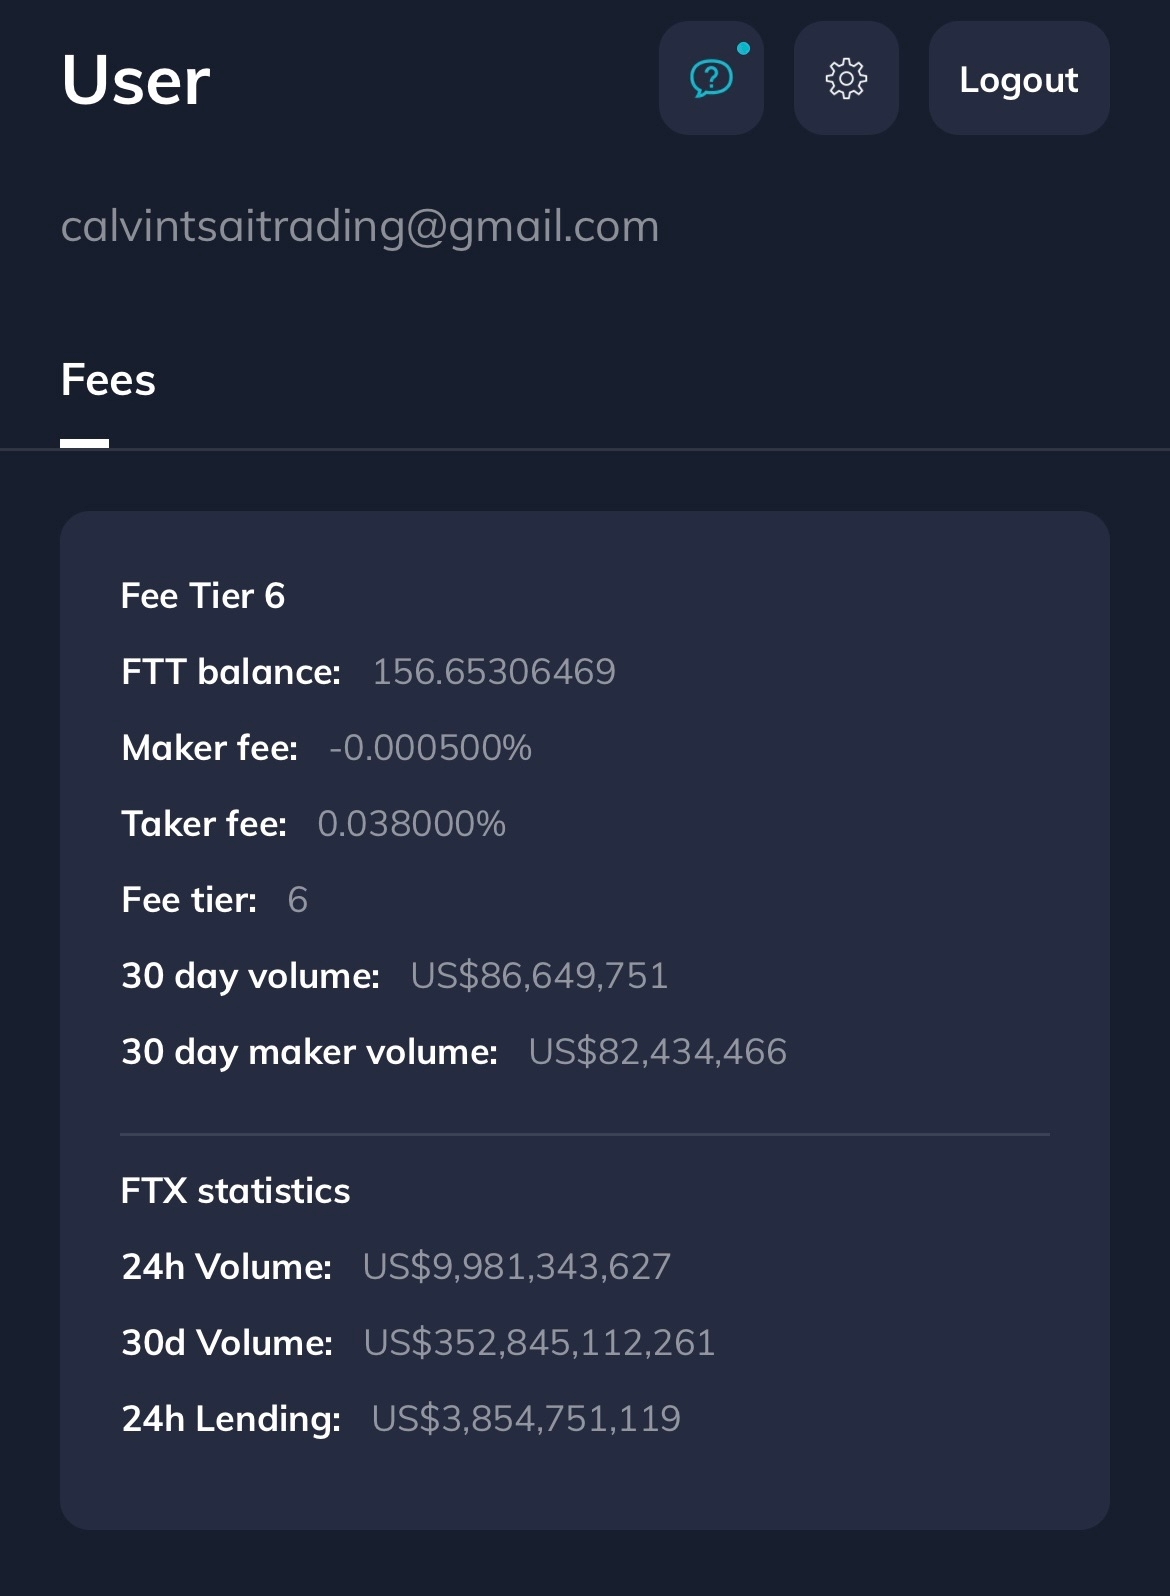 User
Logout
calvintsaitrading@gmail.com
Fees
Fee Tier 6
FTT balance: 156.65306469
Maker fee: -0.000500%
Taker fee: 0.038000%
Fee tier: 6
30 day volume: US$86,649,751
30 day maker volume: US$82,434,466
FTX statistics
24h Volume: US$9,981,343,627
30d Volume: US$352,845,112,261
24h Lending: US$3,854,751,119